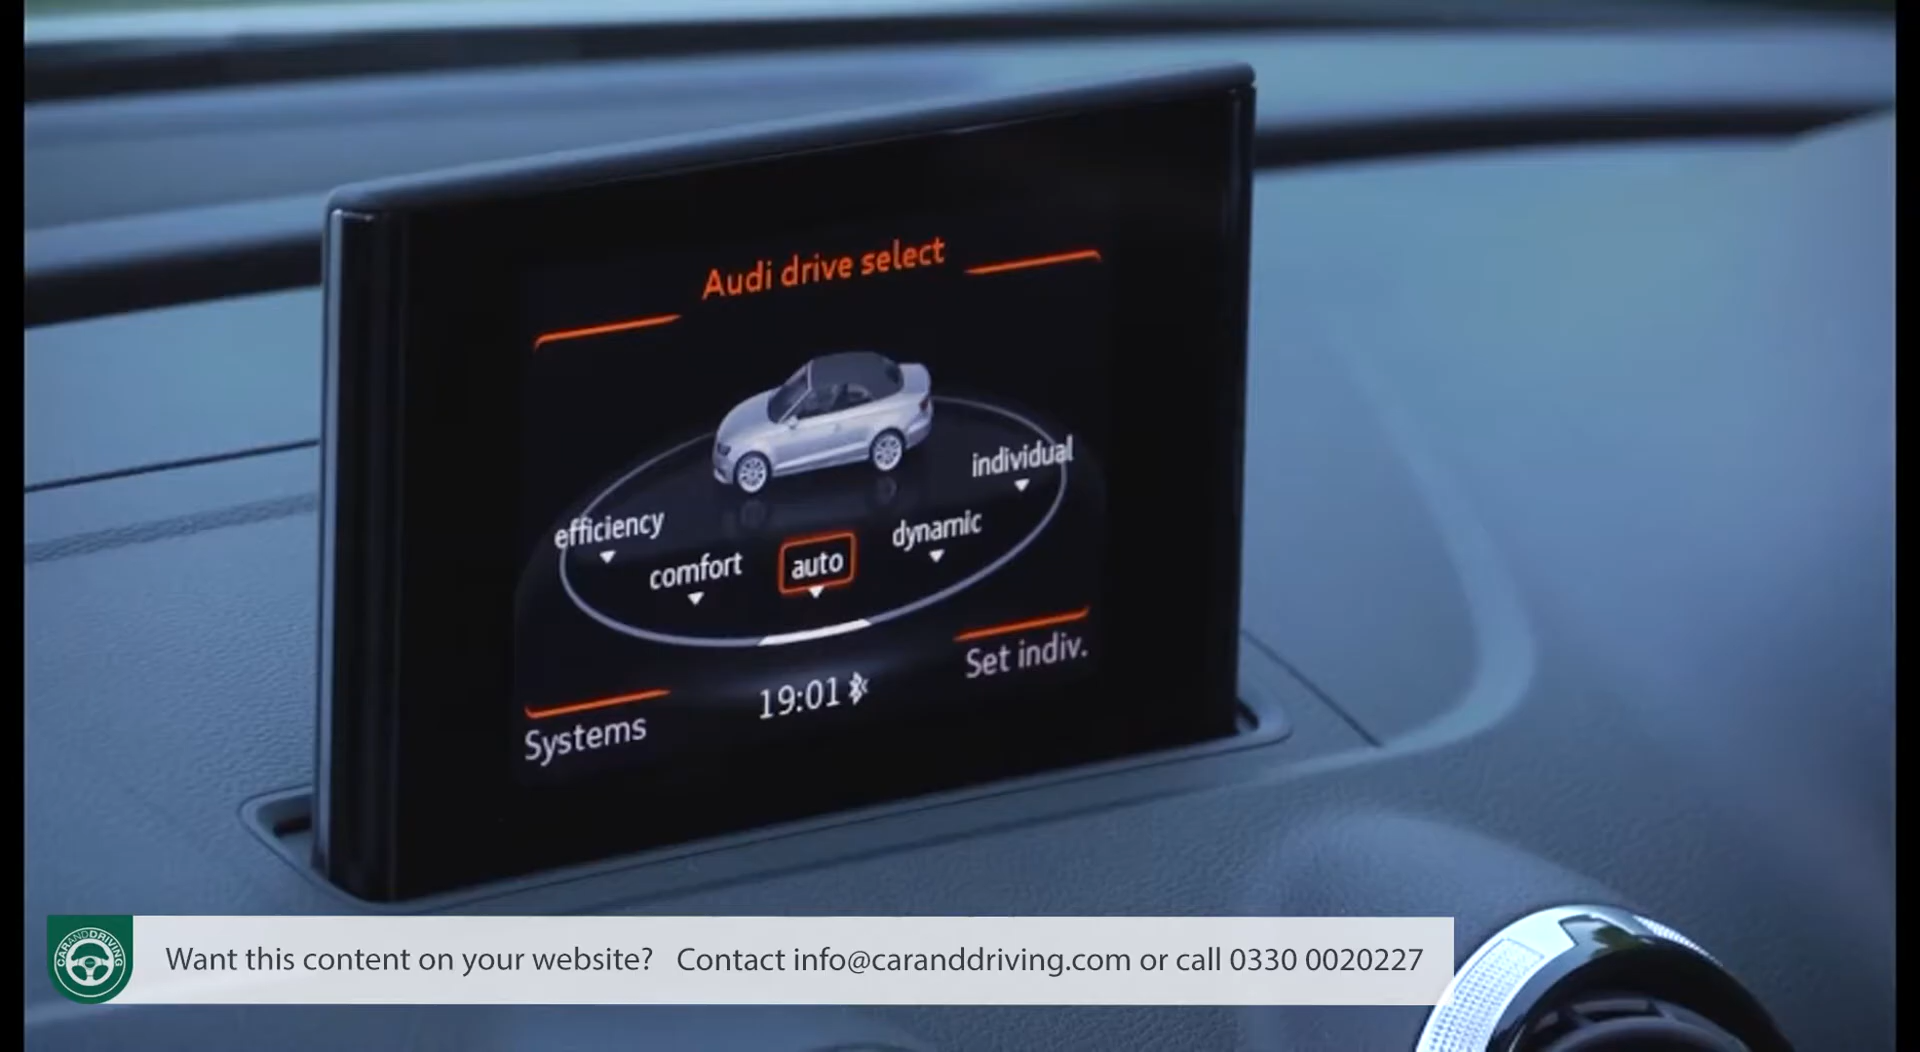 Audi drive select
individual
efficiency
dynamic
comfort
auto
Set indiv.
19:01
Systems
CARANDDRIVING
Want this content on your website? Contact info@caranddriving.com or call 0330 0020227